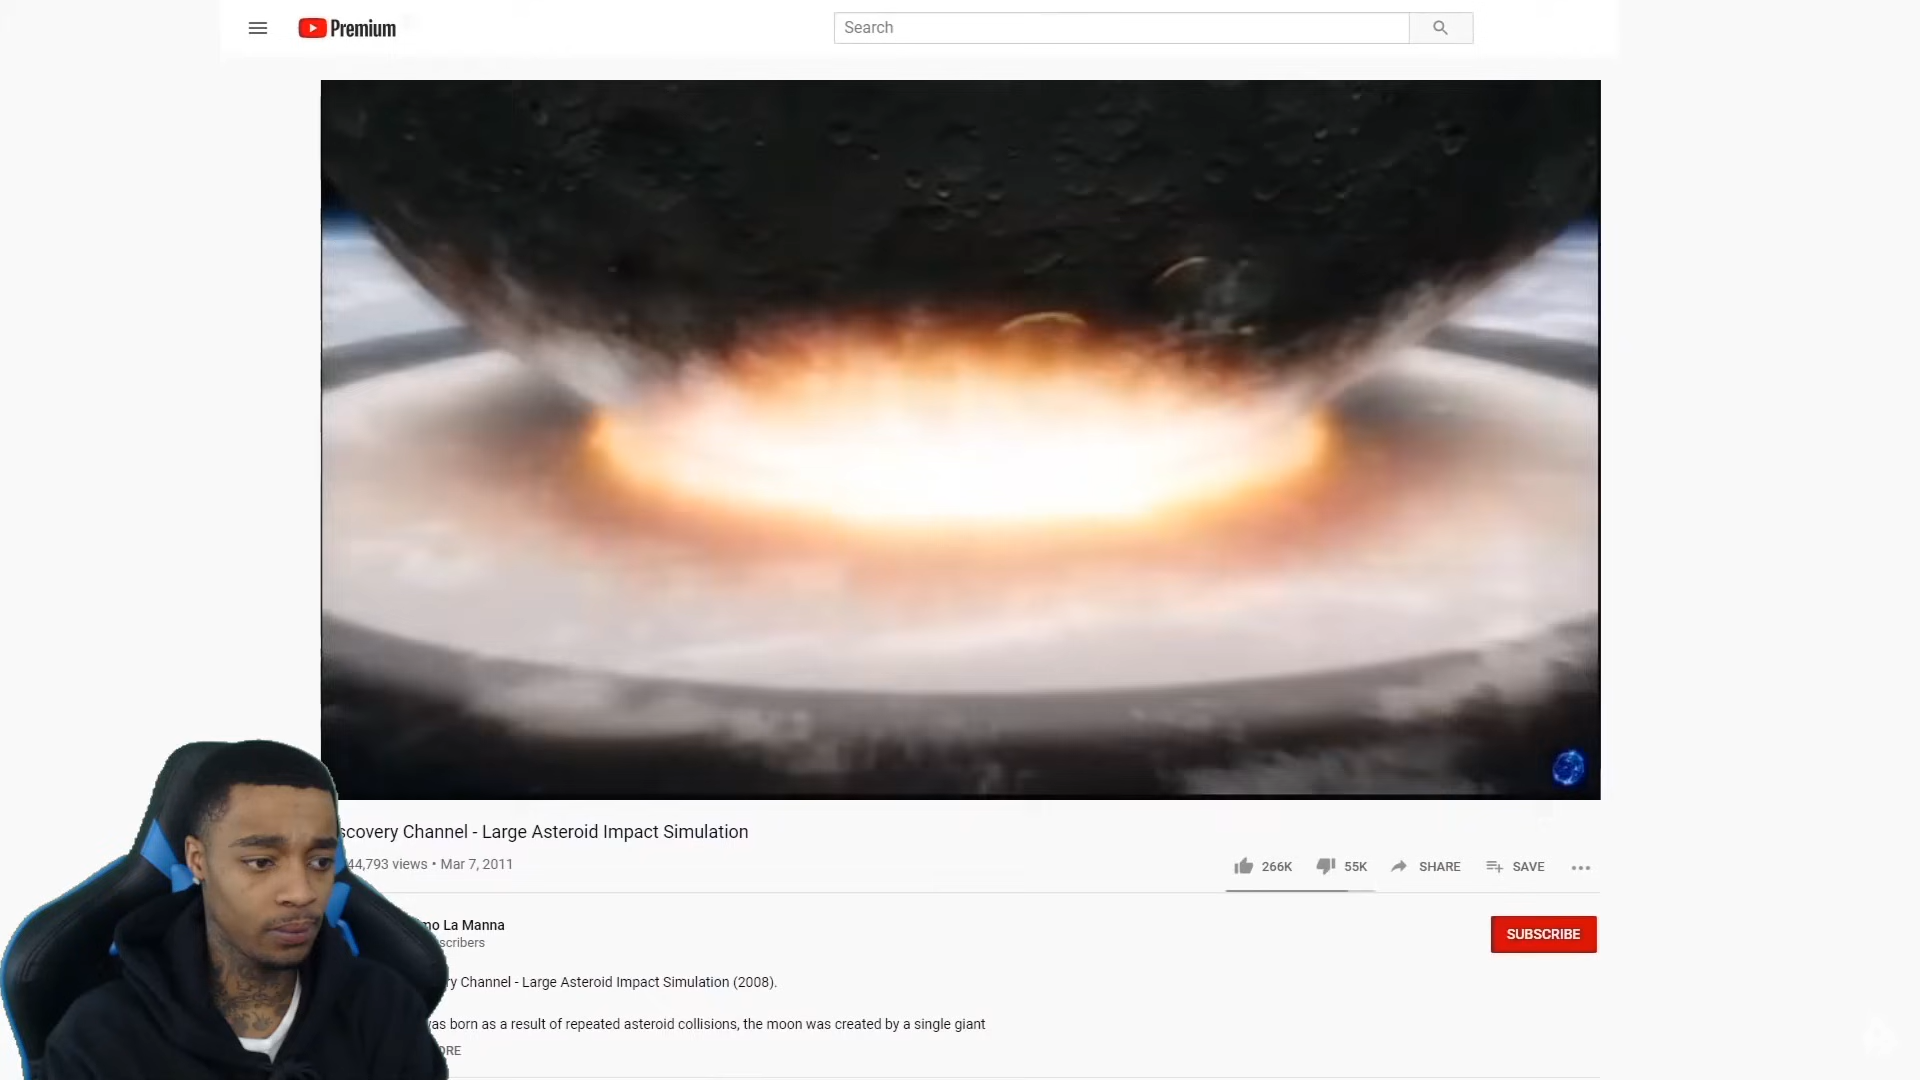 Premium
Search
scovery Channel - Large Asteroid Impact Simulation
44,793 views • Mar 7, 2011
266K
55K
SHARE
SAVE
mo La Manna
scribers
SUBSCRIBE
ry Channel - Large Asteroid Impact Simulation (2008).
vas born as a result of repeated asteroid collisions, the moon was created by a single giant
ORE